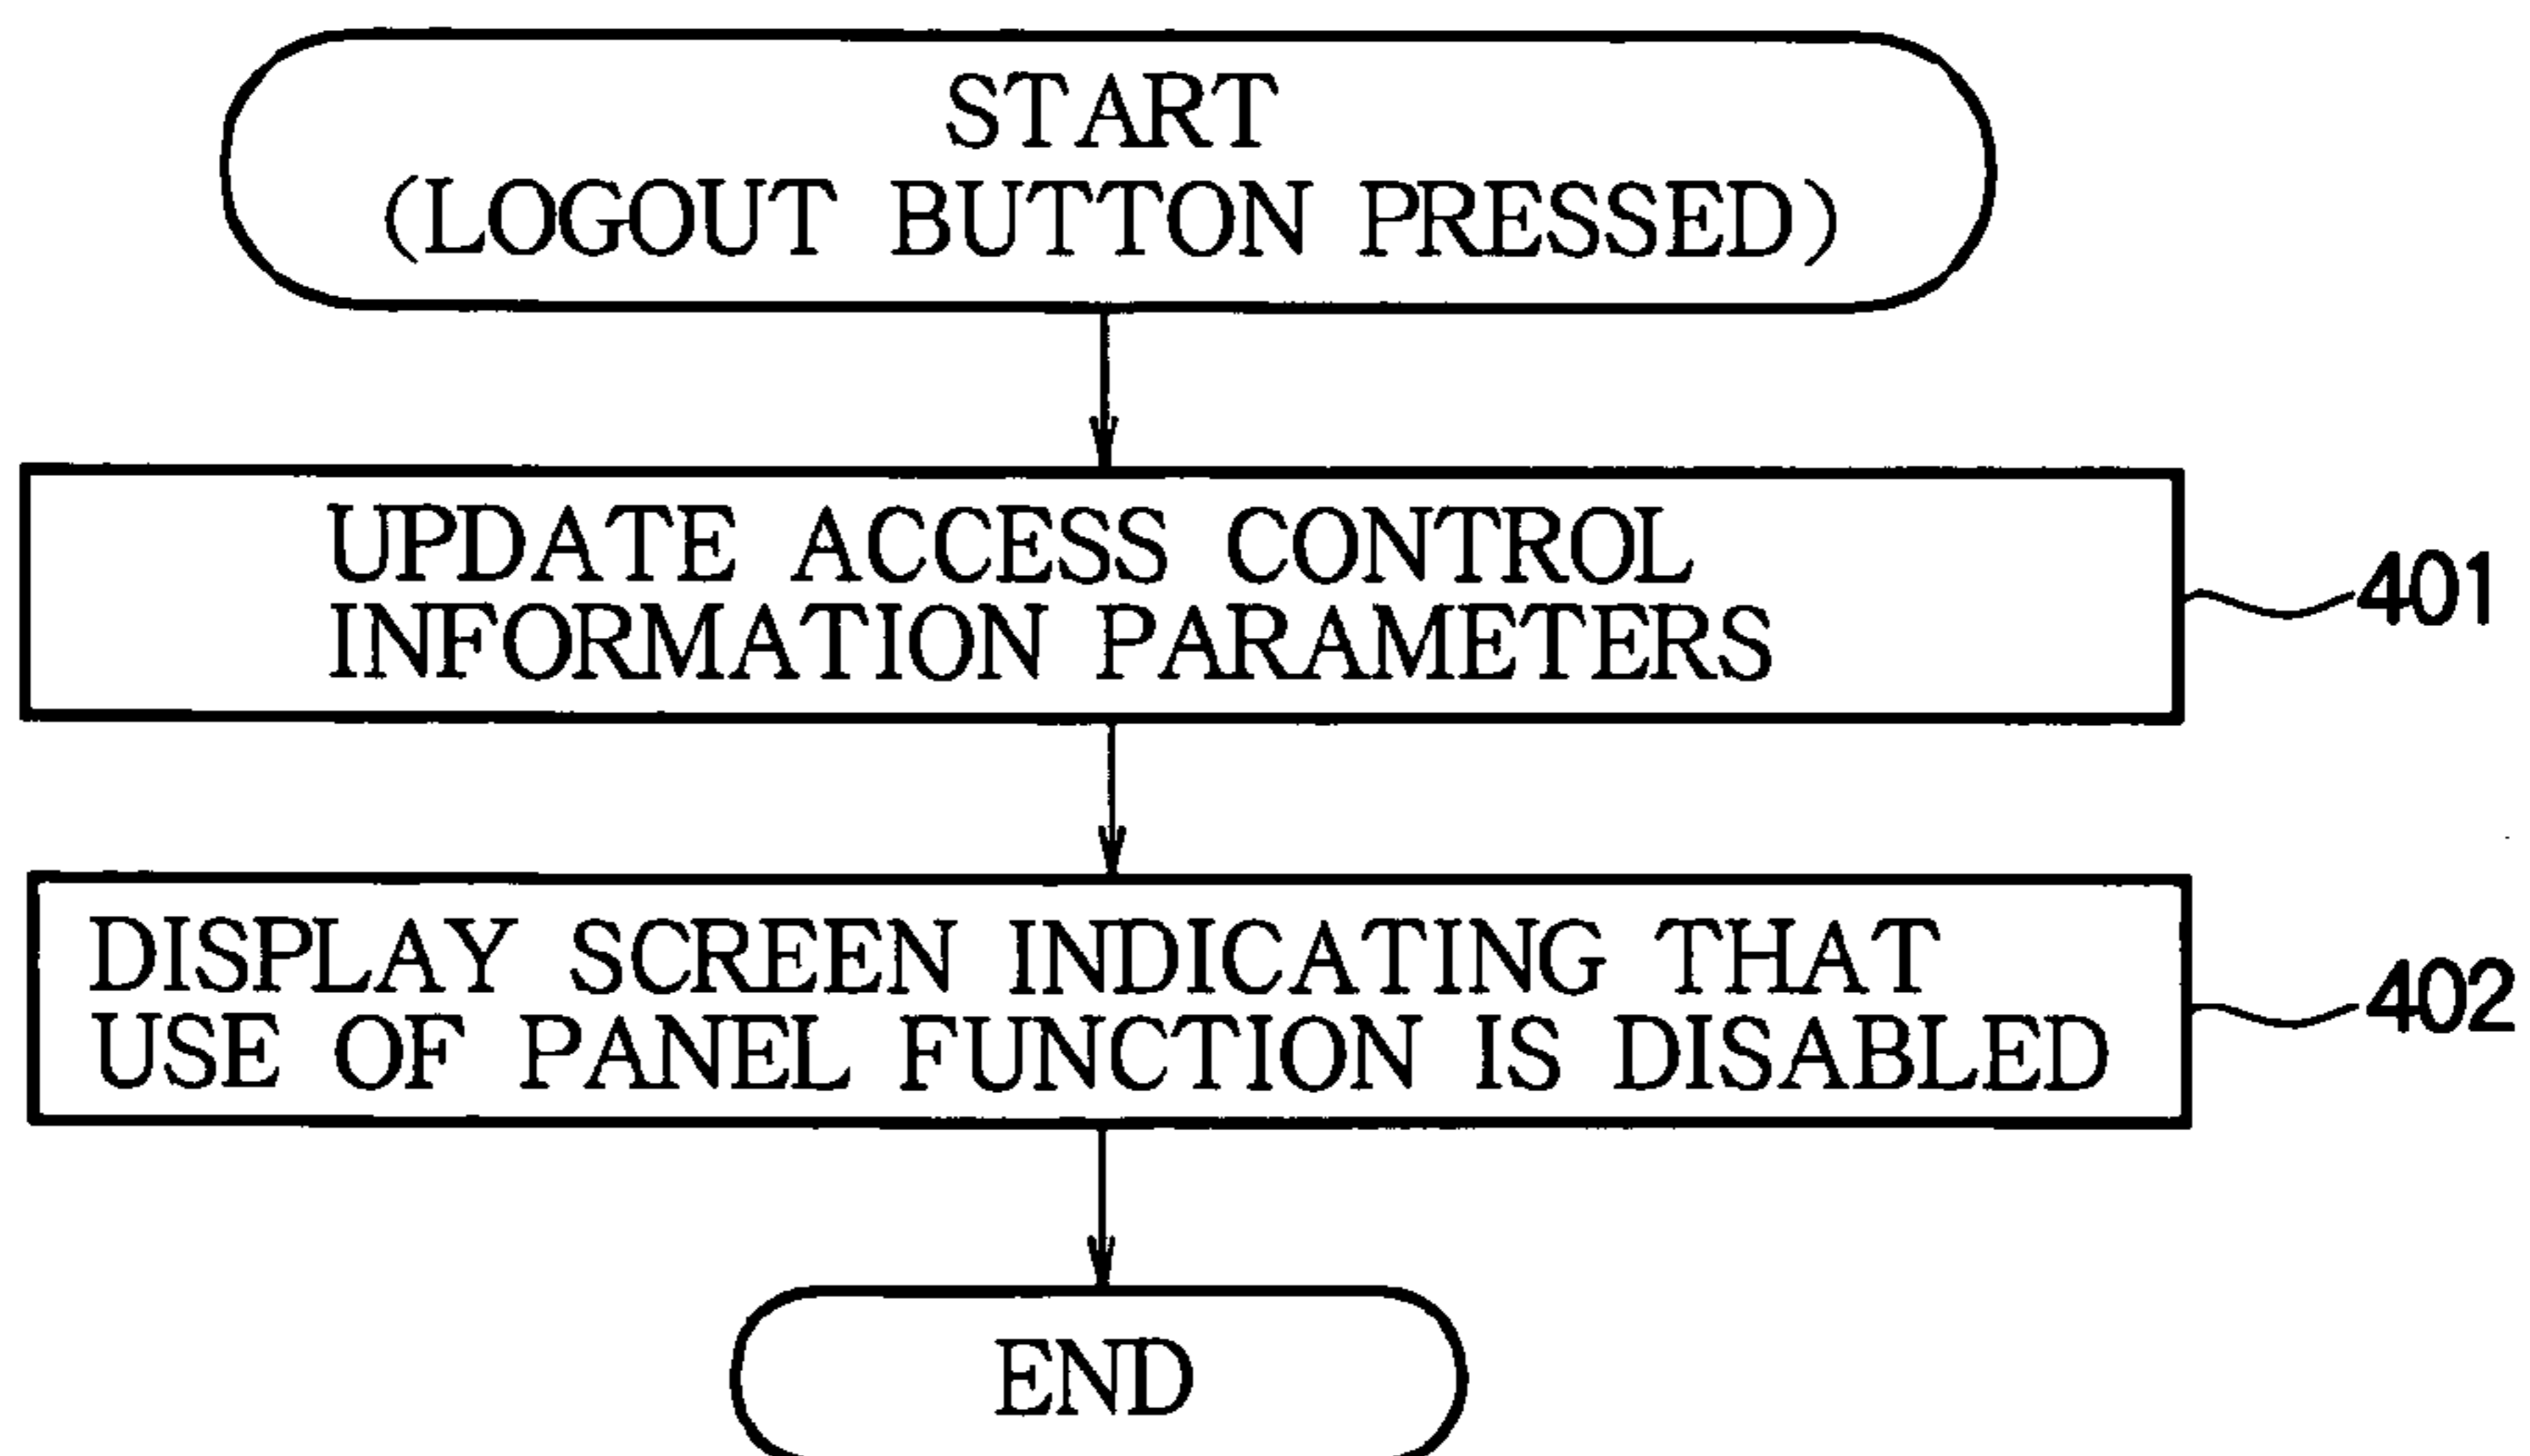 START
(LOGOUT BUTTON PRESSED)
UPDATE ACCESS CONTROL
INFORMATION PARAMETERS
401
DISPLAY SCREEN INDICATING THAT
USE OF PANEL FUNCTION IS DISABLED
402
END